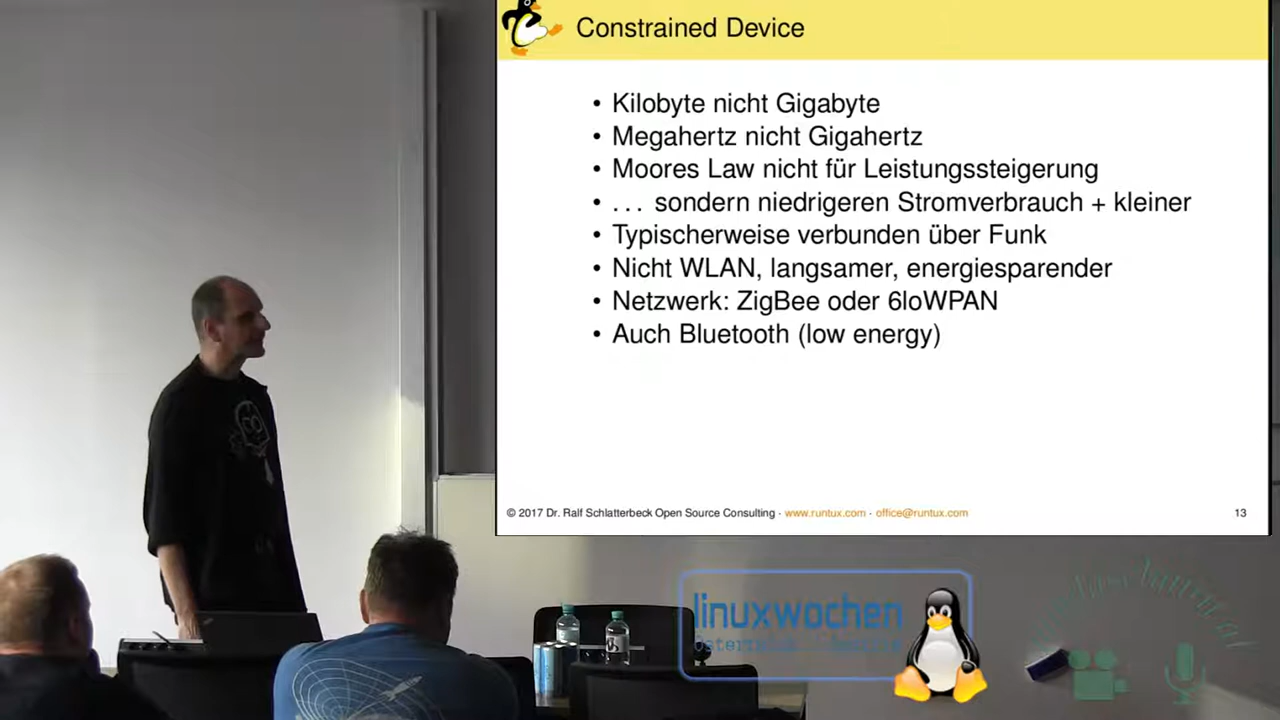 Constrained Device
• Kilobyte nicht Gigabyte
• Megahertz nicht Gigahertz
• Moores Law nicht für Leistungssteigerung
• . . . sondern niedrigeren Stromverbrauch + kleiner
• Typischerweise verbunden über Funk
• Nicht WLAN, langsamer, energiesparender
• Netzwerk: ZigBee oder 6loWPAN
• Auch Bluetooth (low energy)
© 2017 Dr. Ralf Schlatterbeck Open Source Consulting · www.runtux.com · office@runtux.com
13
linuxwochen